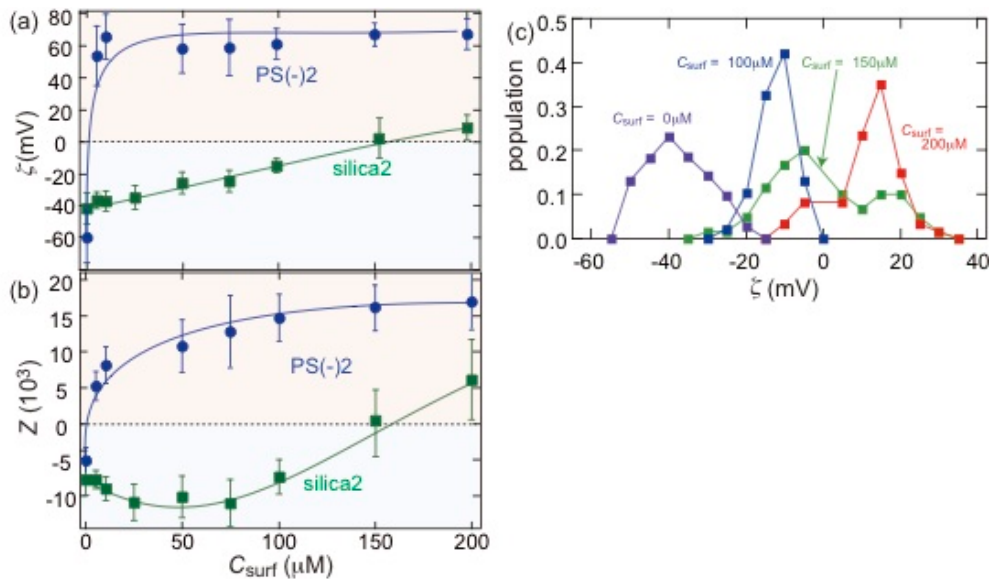 (a)
80
60
40
20
0
-20
-40
-60
ζ(mV)
PS(-)2
silica2
(b)
15
10
5
0
-5
-10
Z (10³)
PS(-)2
silica2
0
50
100
150
200
Csurf (μM)
(c)
0.5
0.4
0.3
0.2
0.1
0.0
population
Csurf = 100μM
Csurf = 150μM
Csurf = 0μM
Csurf =
200μM
-60
-40
-20
0
20
40
ζ (mV)